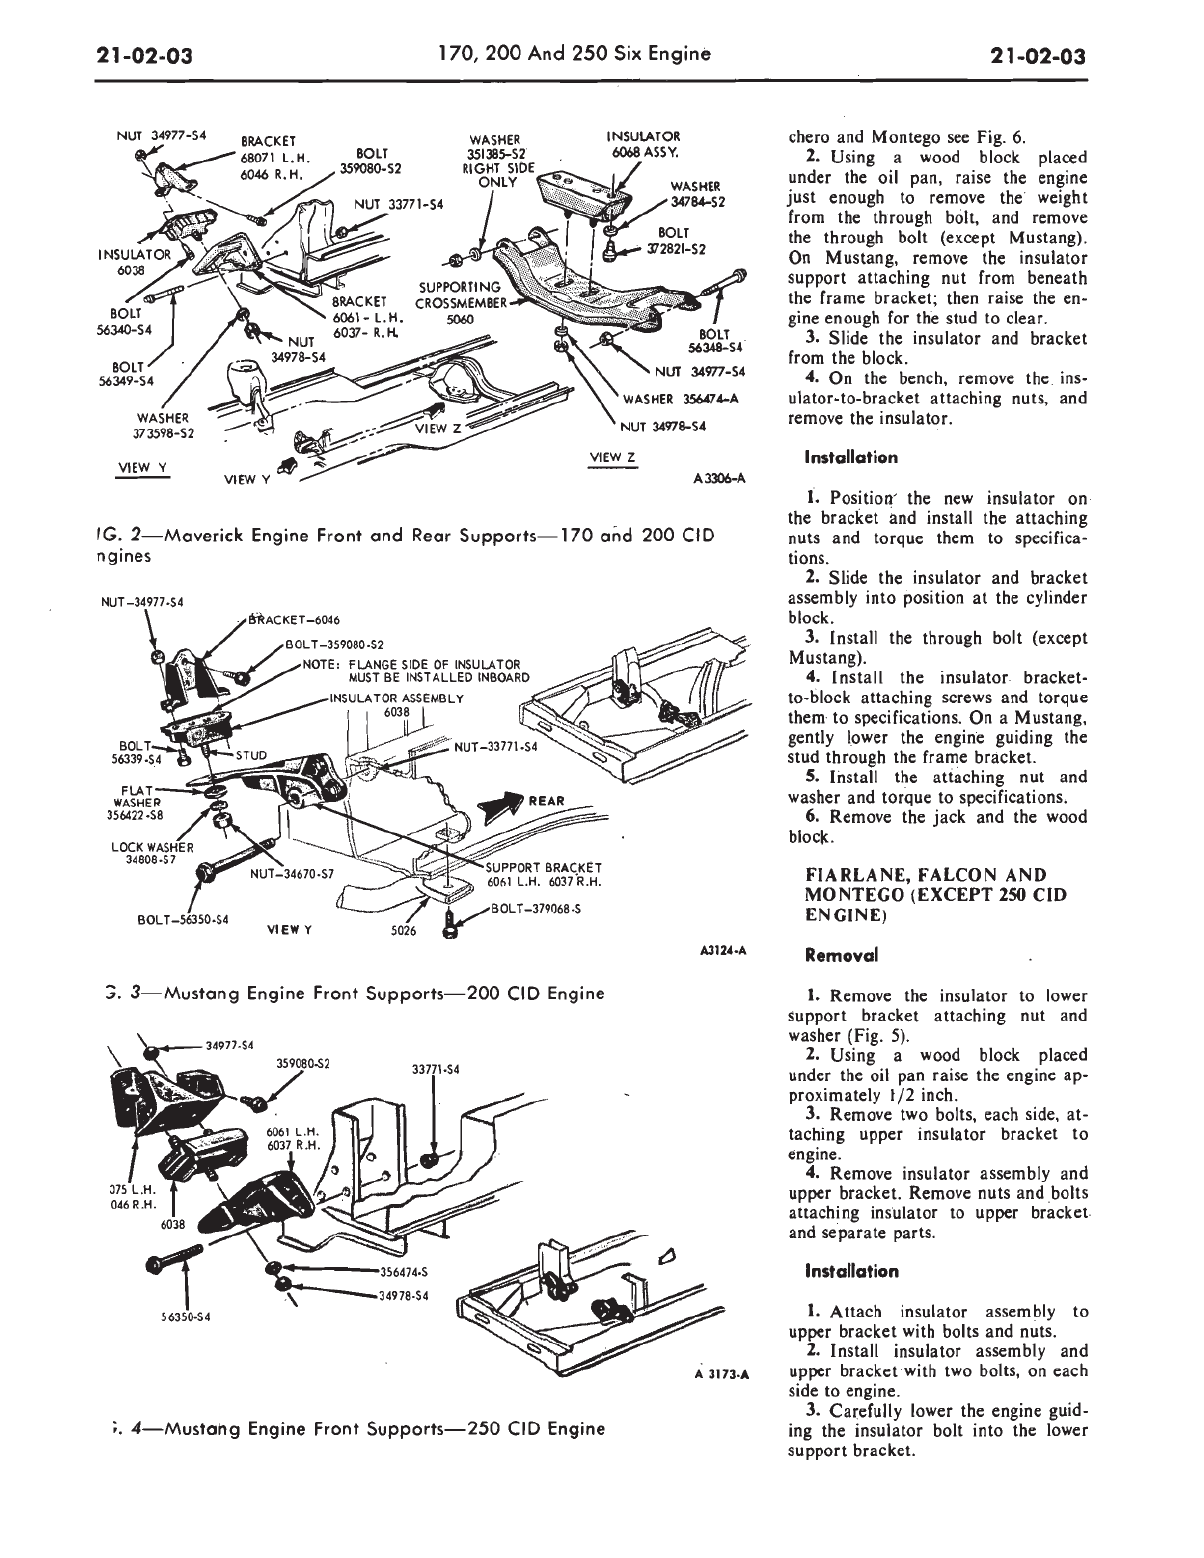 21-02-03
170, 200 And 250 Six Engine
21-02-03
NUT 34977-S4
BRACKET
68071 L.H.
6046 R.H.
BOLT
359080-S2
NUT 33771-S4
INSULATOR
6038
BOLT
56340-S4
BRACKET
6061 - L.H.
6037- R.H.
NUT
34978-S4
BOLT
56349-S4
WASHER
373598-S2
VIEW Y
VIEW Y
VIEW Z
WASHER
351385-S2
RIGHT SIDE
ONLY
INSULATOR
6068 ASSY.
WASHER
34784-S2
BOLT
372821-S2
SUPPORTING
CROSSMEMBER
5060
BOLT
56348-S4
NUT 34977-S4
WASHER 356474-A
NUT 34978-S4
VIEW Z
A3306-A
IG. 2—Maverick Engine Front and Rear Supports—170 and 200 CID
ngines
NUT-34977-S4
BRACKET-6046
BOLT-359080-S2
NOTE: FLANGE SIDE OF INSULATOR
MUST BE INSTALLED INBOARD
INSULATOR ASSEMBLY
6038
BOLT
56339-S4
STUD
NUT-33771-S4
FLAT
WASHER
356422-S8
REAR
LOCK WASHER
34808-S7
NUT-34670-S7
SUPPORT BRACKET
6061 L.H. 6037 R.H.
BOLT-56350-S4
VIEW Y
5026
BOLT-379068-S
A3124-A
G. 3—Mustang Engine Front Supports—200 CID Engine
34977-S4
359080-S2
33771-S4
6061 L.H.
6037 R.H.
375 L.H.
046 R.H.
6038
356474-S
34978-S4
56350-S4
A 3173-A
. 4—Mustang Engine Front Supports—250 CID Engine
chero and Montego see Fig. 6.
2. Using a wood block placed
under the oil pan, raise the engine
just enough to remove the weight
from the through bolt, and remove
the through bolt (except Mustang).
On Mustang, remove the insulator
support attaching nut from beneath
the frame bracket; then raise the en-
gine enough for the stud to clear.
3. Slide the insulator and bracket
from the block.
4. On the bench, remove the ins-
ulator-to-bracket attaching nuts, and
remove the insulator.
Installation
1. Position the new insulator on
the bracket and install the attaching
nuts and torque them to specifica-
tions.
2. Slide the insulator and bracket
assembly into position at the cylinder
block.
3. Install the through bolt (except
Mustang).
4. Install the insulator bracket-
to-block attaching screws and torque
them to specifications. On a Mustang,
gently lower the engine guiding the
stud through the frame bracket.
5. Install the attaching nut and
washer and torque to specifications.
6. Remove the jack and the wood
block.
FIARLANE, FALCON AND
MONTEGO (EXCEPT 250 CID
ENGINE)
Removal
1. Remove the insulator to lower
support bracket attaching nut and
washer (Fig. 5).
2. Using a wood block placed
under the oil pan raise the engine ap-
proximately 1/2 inch.
3. Remove two bolts, each side, at-
taching upper insulator bracket to
engine.
4. Remove insulator assembly and
upper bracket. Remove nuts and bolts
attaching insulator to upper bracket
and separate parts.
Installation
1. Attach insulator assembly to
upper bracket with bolts and nuts.
2. Install insulator assembly and
upper bracket with two bolts, on each
side to engine.
3. Carefully lower the engine guid-
ing the insulator bolt into the lower
support bracket.